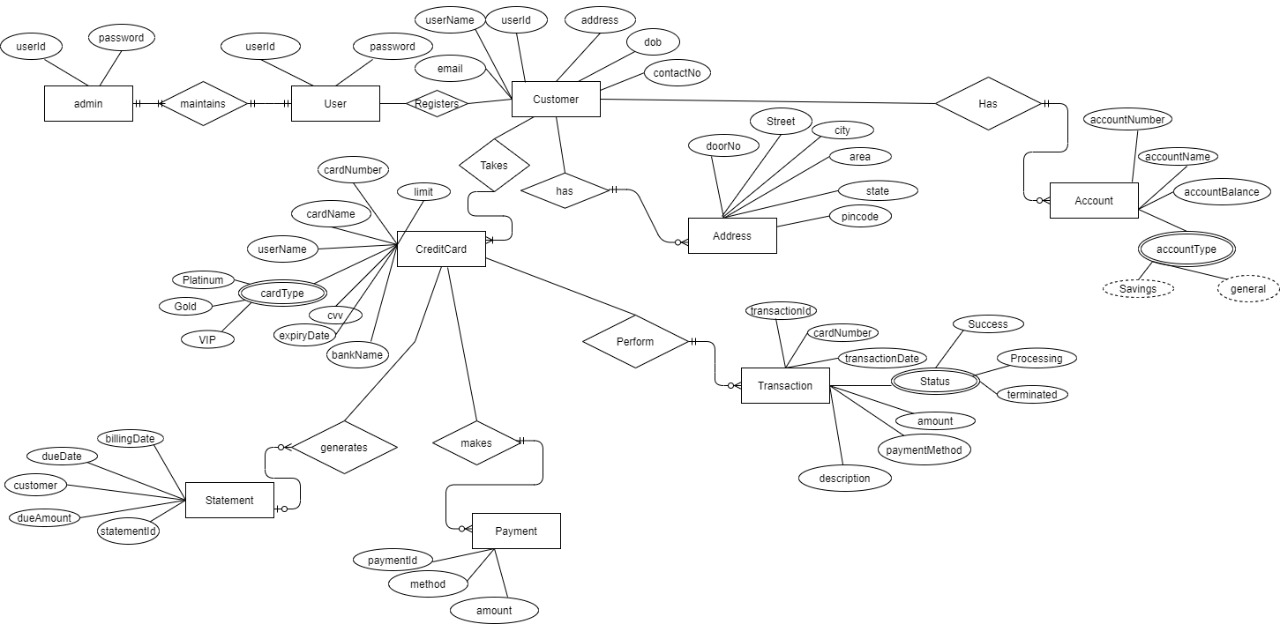 userName
userId
address
userId
password
userId
password
dob
email
contactNo
admin
maintains
User
Registers
Customer
Has
accountNumber
Street
city
doorNo
area
accountName
cardNumber
Takes
limit
has
state
accountBalance
Account
cardName
pincode
userName
CreditCard
Address
accountType
Platinum
cardType
Savings
general
Gold
cvv
transactionId
VIP
expiryDate
cardNumber
Success
bankName
Perform
transactionDate
Processing
Transaction
Status
terminated
amount
billingDate
generates
makes
paymentMethod
dueDate
customer
description
dueAmount
Statement
statementId
Payment
paymentId
method
amount